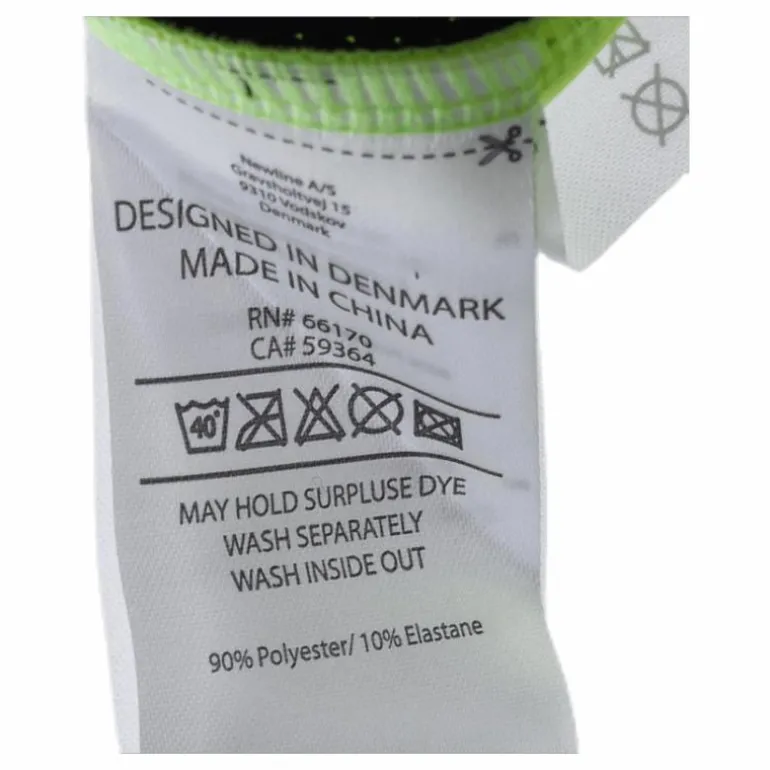 Newline A/S
Grevsholtvej 15
9310 Vodskov
Denmark
DESIGNED IN DENMARK
MADE IN CHINA
RN# 66170
CA# 59364
40°
MAY HOLD SURPLUSE DYE
WASH SEPARATELY
WASH INSIDE OUT
90% Polyester/ 10% Elastane